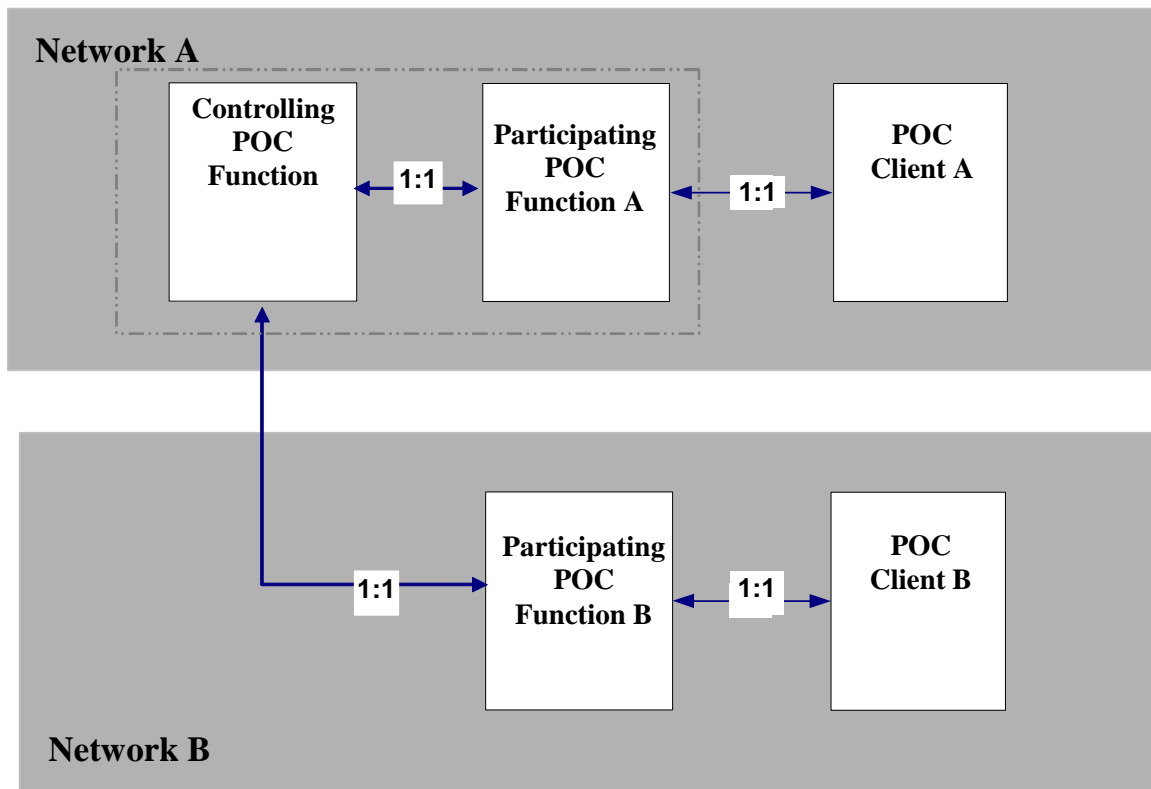 Network A
Controlling
POC
Function
1:1
Participating
POC
Function A
1:1
POC
Client A
1:1
Participating
POC
Function B
1:1
POC
Client B
Network B